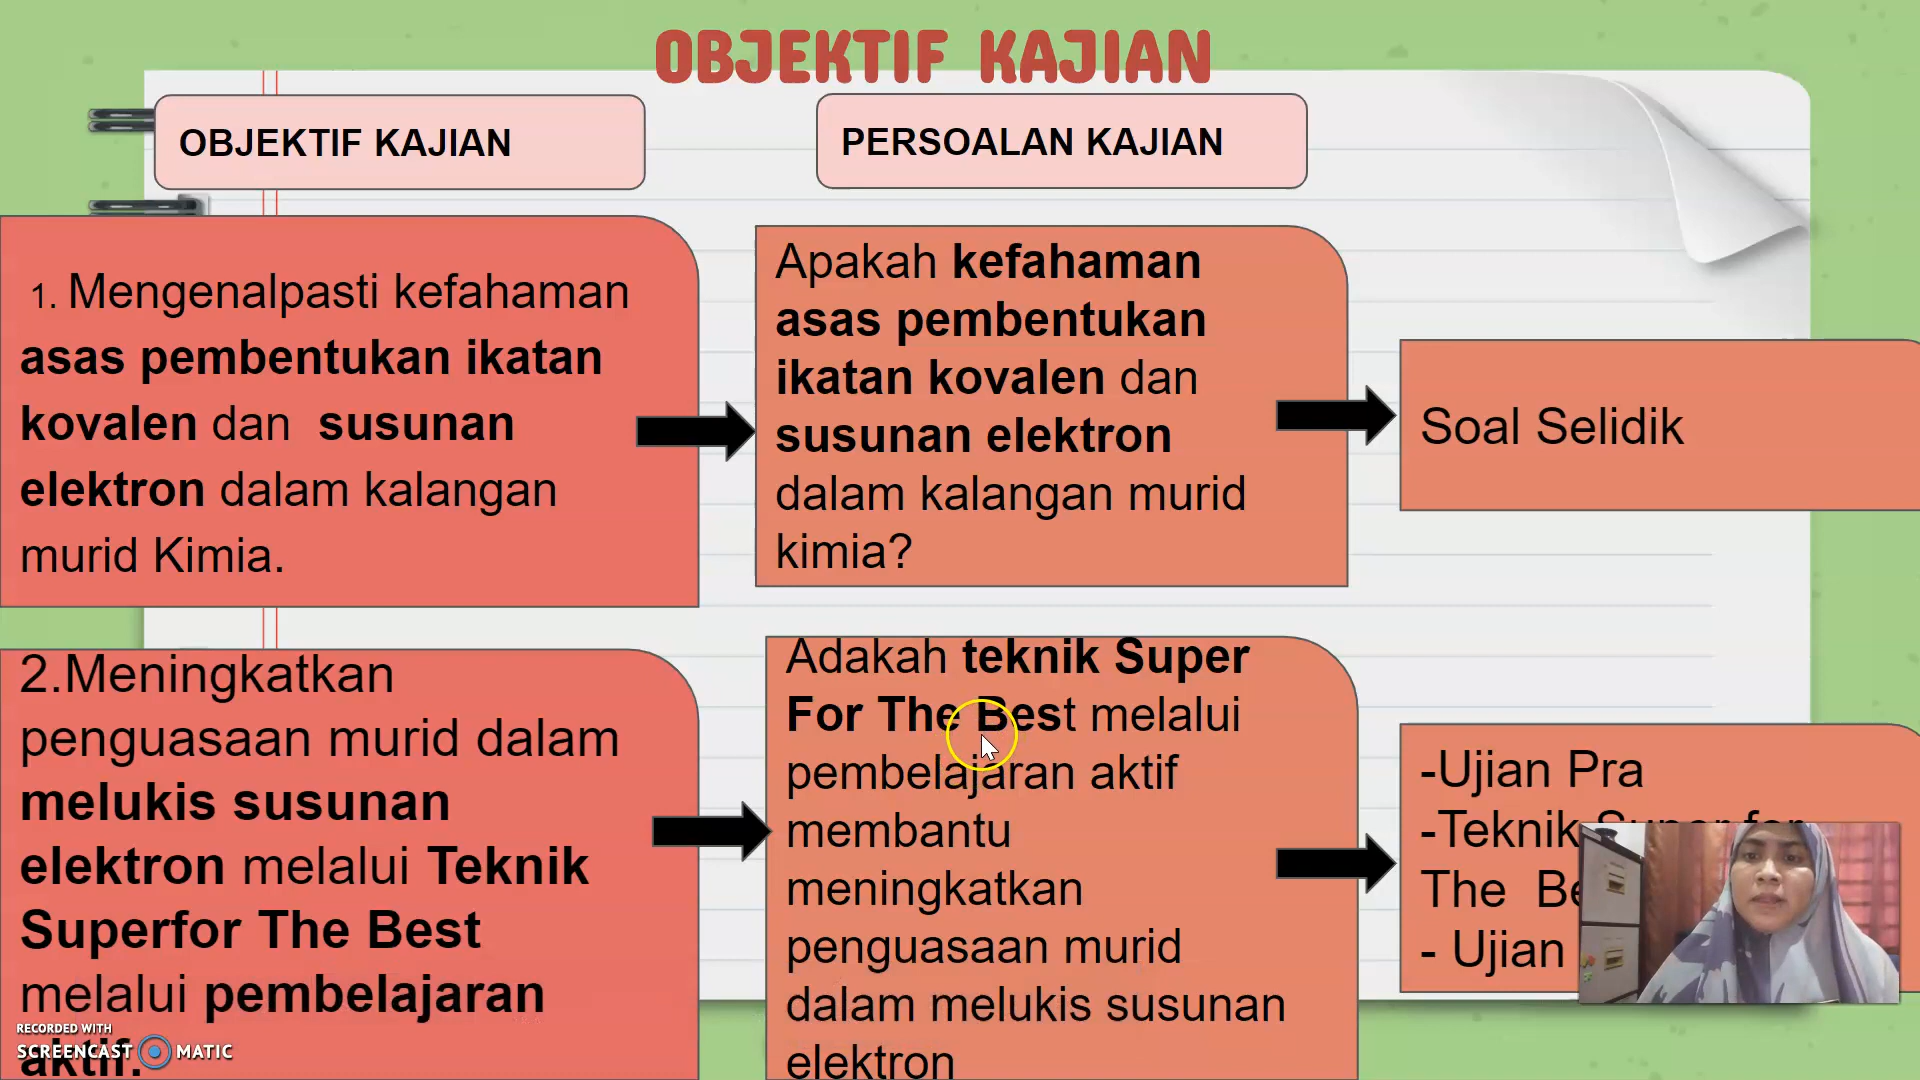 OBJEKTIF KAJIAN
OBJEKTIF KAJIAN
PERSOALAN KAJIAN
1. Mengenalpasti kefahaman
asas pembentukan ikatan
kovalen dan susunan
elektron dalam kalangan
murid Kimia.
Apakah kefahaman
asas pembentukan
ikatan kovalen dan
susunan elektron
dalam kalangan murid
kimia?
Soal Selidik
2.Meningkatkan
penguasaan murid dalam
melukis susunan
elektron melalui Teknik
Superfor The Best
melalui pembelajaran
aktif.
Adakah teknik Super
For The Best melalui
pembelajaran aktif
membantu
meningkatkan
penguasaan murid
dalam melukis susunan
elektron
-Ujian Pra
-Teknik Super for
The
- Ujian
RECORDED WITH
SCREENCAST MATIC